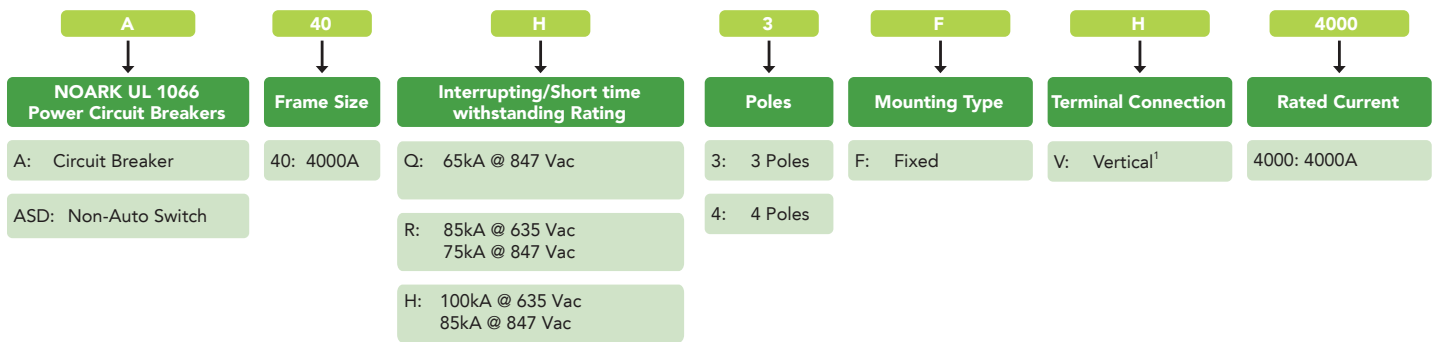 A 40 H 3 F H 4000
NOARK UL 1066
Power Circuit Breakers
Frame Size
Interrupting/Short time
withstanding Rating
Poles
Mounting Type
Terminal Connection
Rated Current
A: Circuit Breaker
40: 4000A
Q: 65kA @ 847 Vac
3: 3 Poles
F: Fixed
V: Vertical¹
4000: 4000A
ASD: Non-Auto Switch
4: 4 Poles
R: 85kA @ 635 Vac
75kA @ 847 Vac
H: 100kA @ 635 Vac
85kA @ 847 Vac